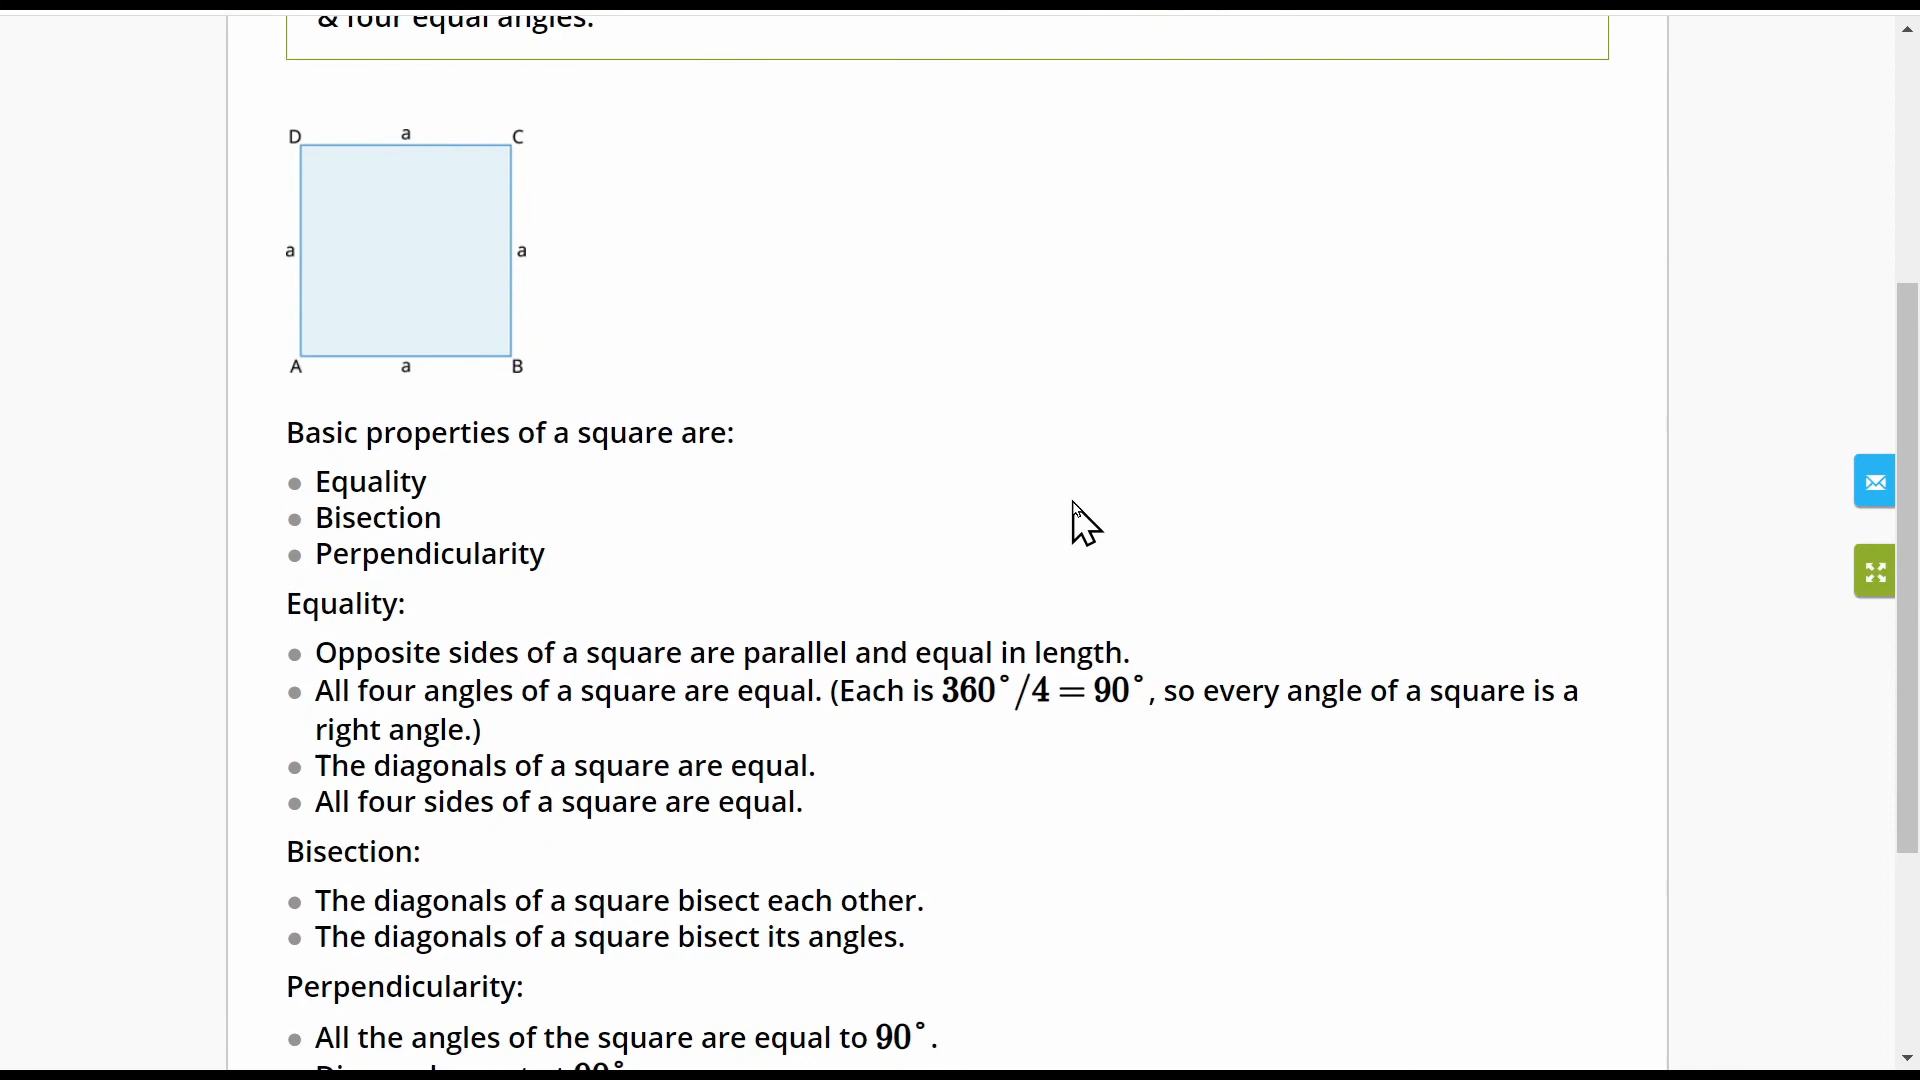 & four equal angles.
D a C
a a
A a B
Basic properties of a square are:
Equality
Bisection
Perpendicularity
Equality:
Opposite sides of a square are parallel and equal in length.
All four angles of a square are equal. (Each is 360°/4 = 90°, so every angle of a square is a
right angle.)
The diagonals of a square are equal.
All four sides of a square are equal.
Bisection:
The diagonals of a square bisect each other.
The diagonals of a square bisect its angles.
Perpendicularity:
All the angles of the square are equal to 90°.
90°